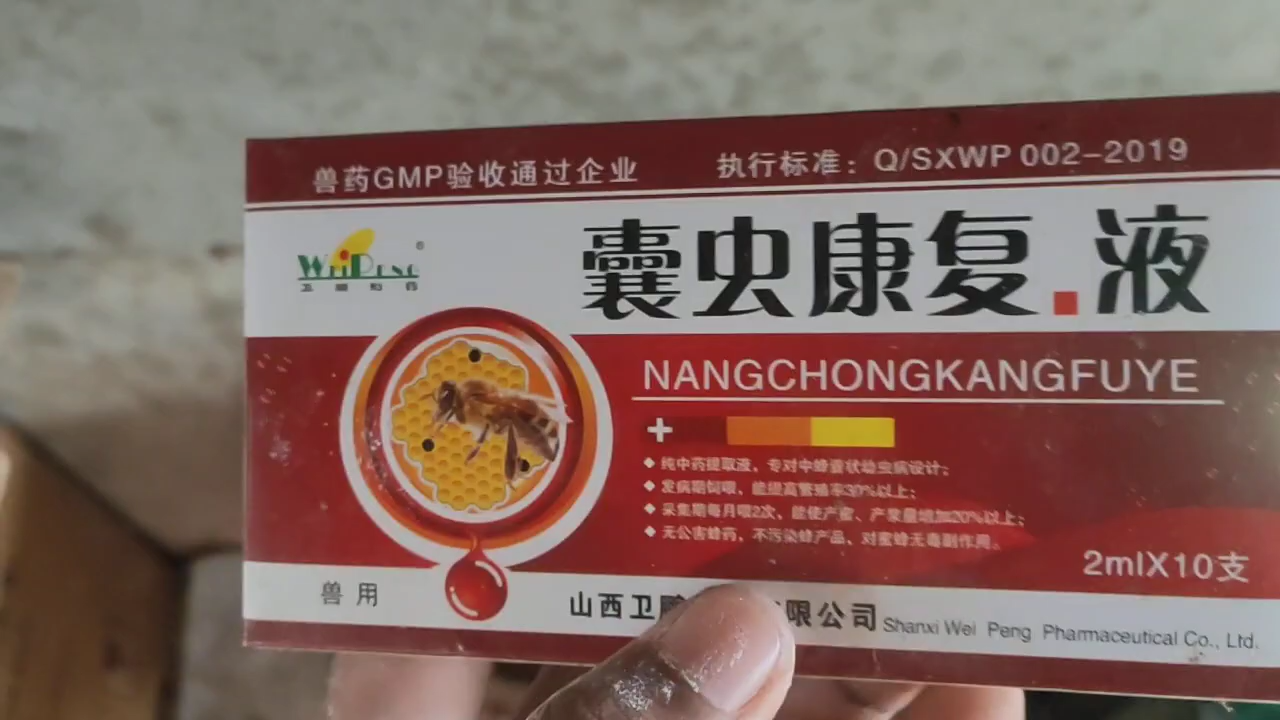 兽药GMP验收通过企业
执行标准：Q/SXWP 002-2019
WeiPeng®
囊虫康复.液
NANGCHONGKANGFUYE
◆ 纯中药提取液，专对中蜂囊状幼虫病设计；
◆ 发病期饲喂，能提高繁殖率30%以上；
◆ 采集期每月喂2次，能使产蜜、产浆量增加20%以上；
◆ 无公害蜂药，不污染蜂产品，对蜜蜂无毒副作用。
2mlX10支
兽用
山西卫鹏 限公司 Shanxi Wei Peng Pharmaceutical Co., Ltd.